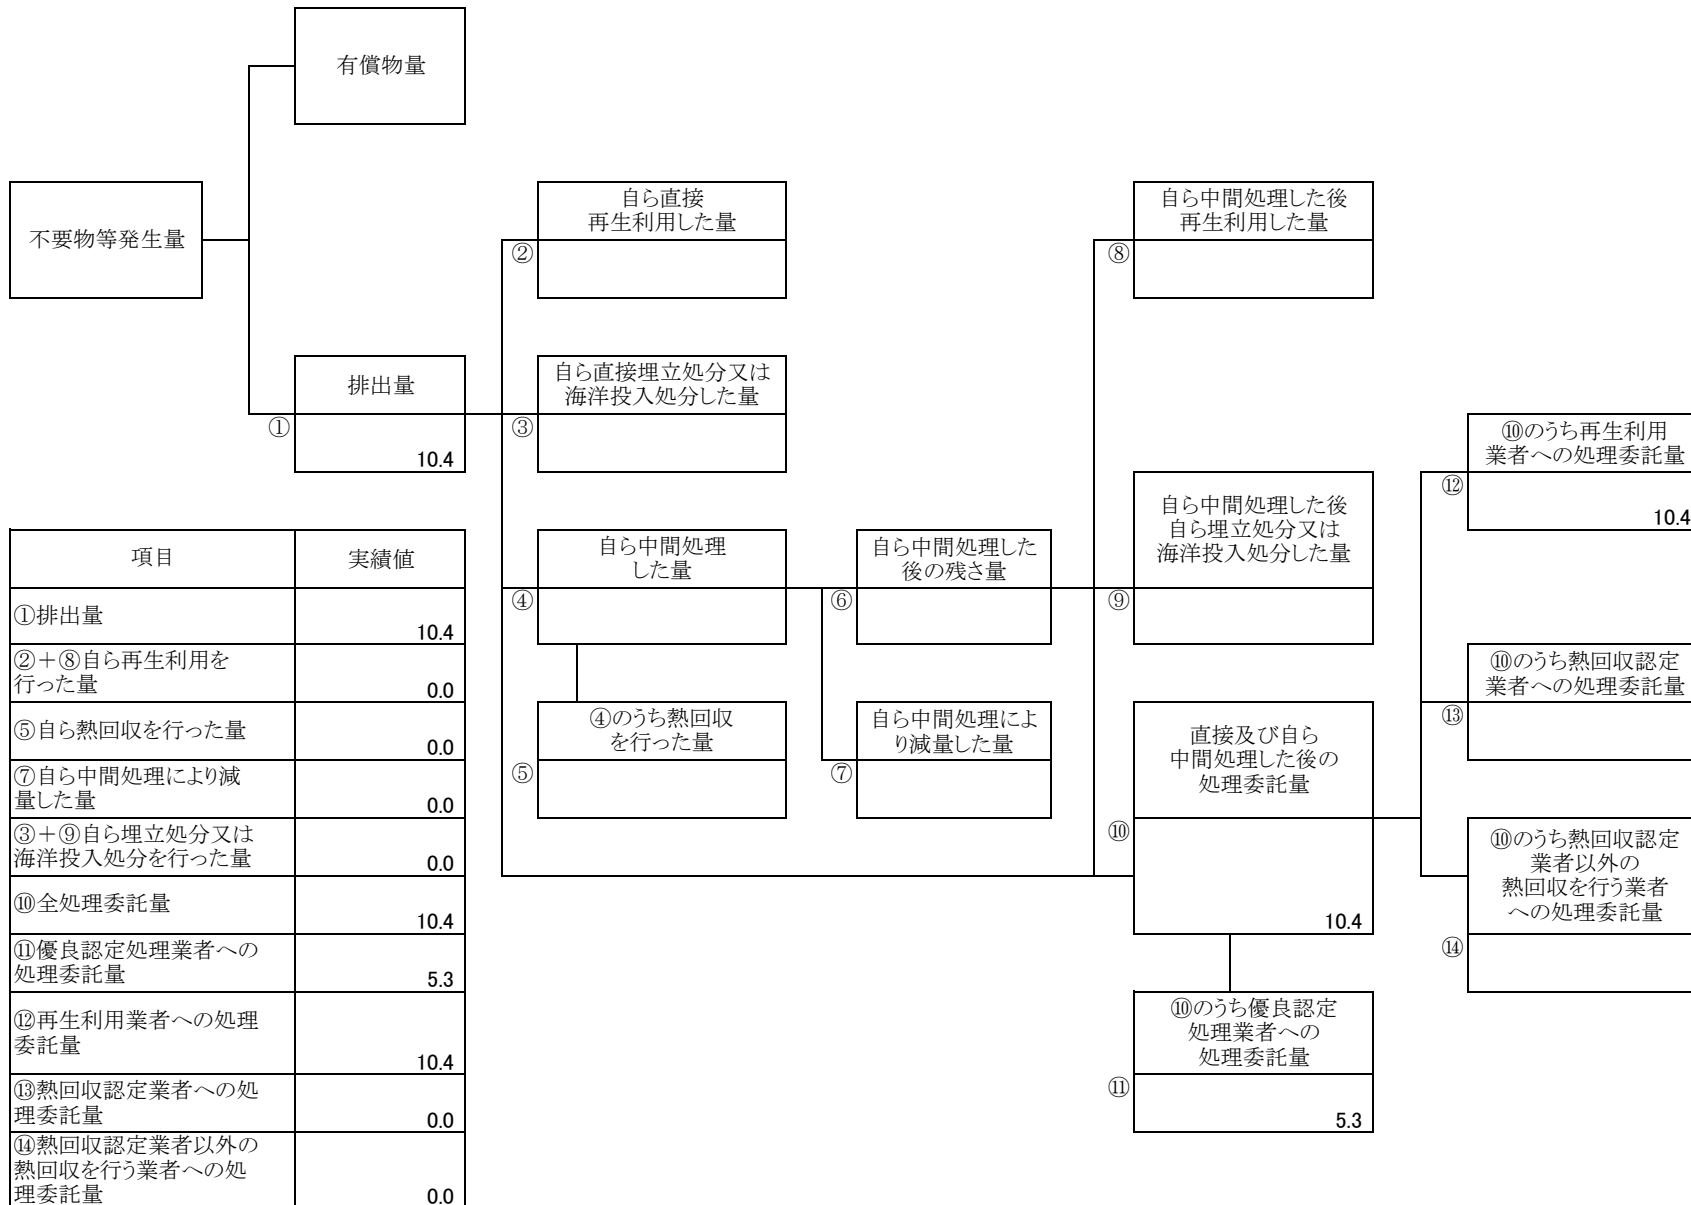 有償物量
不要物等発生量
自ら直接
再生利用した量
②
自ら中間処理した後
再生利用した量
⑧
排出量
①
10.4
自ら直接埋立処分又は
海洋投入処分した量
③
⑩のうち再生利用
業者への処理委託量
⑫
10.4
自ら中間処理
した量
④
自ら中間処理した
後の残さ量
⑥
自ら中間処理した後
自ら埋立処分又は
海洋投入処分した量
⑨
④のうち熱回収
を行った量
⑤
自ら中間処理によ
り減量した量
⑦
直接及び自ら
中間処理した後の
処理委託量
⑩
10.4
⑩のうち熱回収認定
業者への処理委託量
⑬
⑩のうち熱回収認定
業者以外の
熱回収を行う業者
への処理委託量
⑭
⑩のうち優良認定
処理業者への
処理委託量
⑪
5.3
項目 実績値
①排出量
10.4
②+⑧自ら再生利用を
行った量 0.0
⑤自ら熱回収を行った量
0.0
⑦自ら中間処理により減
量した量 0.0
③+⑨自ら埋立処分又は
海洋投入処分を行った量 0.0
⑩全処理委託量
10.4
⑪優良認定処理業者への
処理委託量 5.3
⑫再生利用業者への処理
委託量
10.4
⑬熱回収認定業者への処
理委託量 0.0
⑭熱回収認定業者以外の
熱回収を行う業者への処
理委託量 0.0